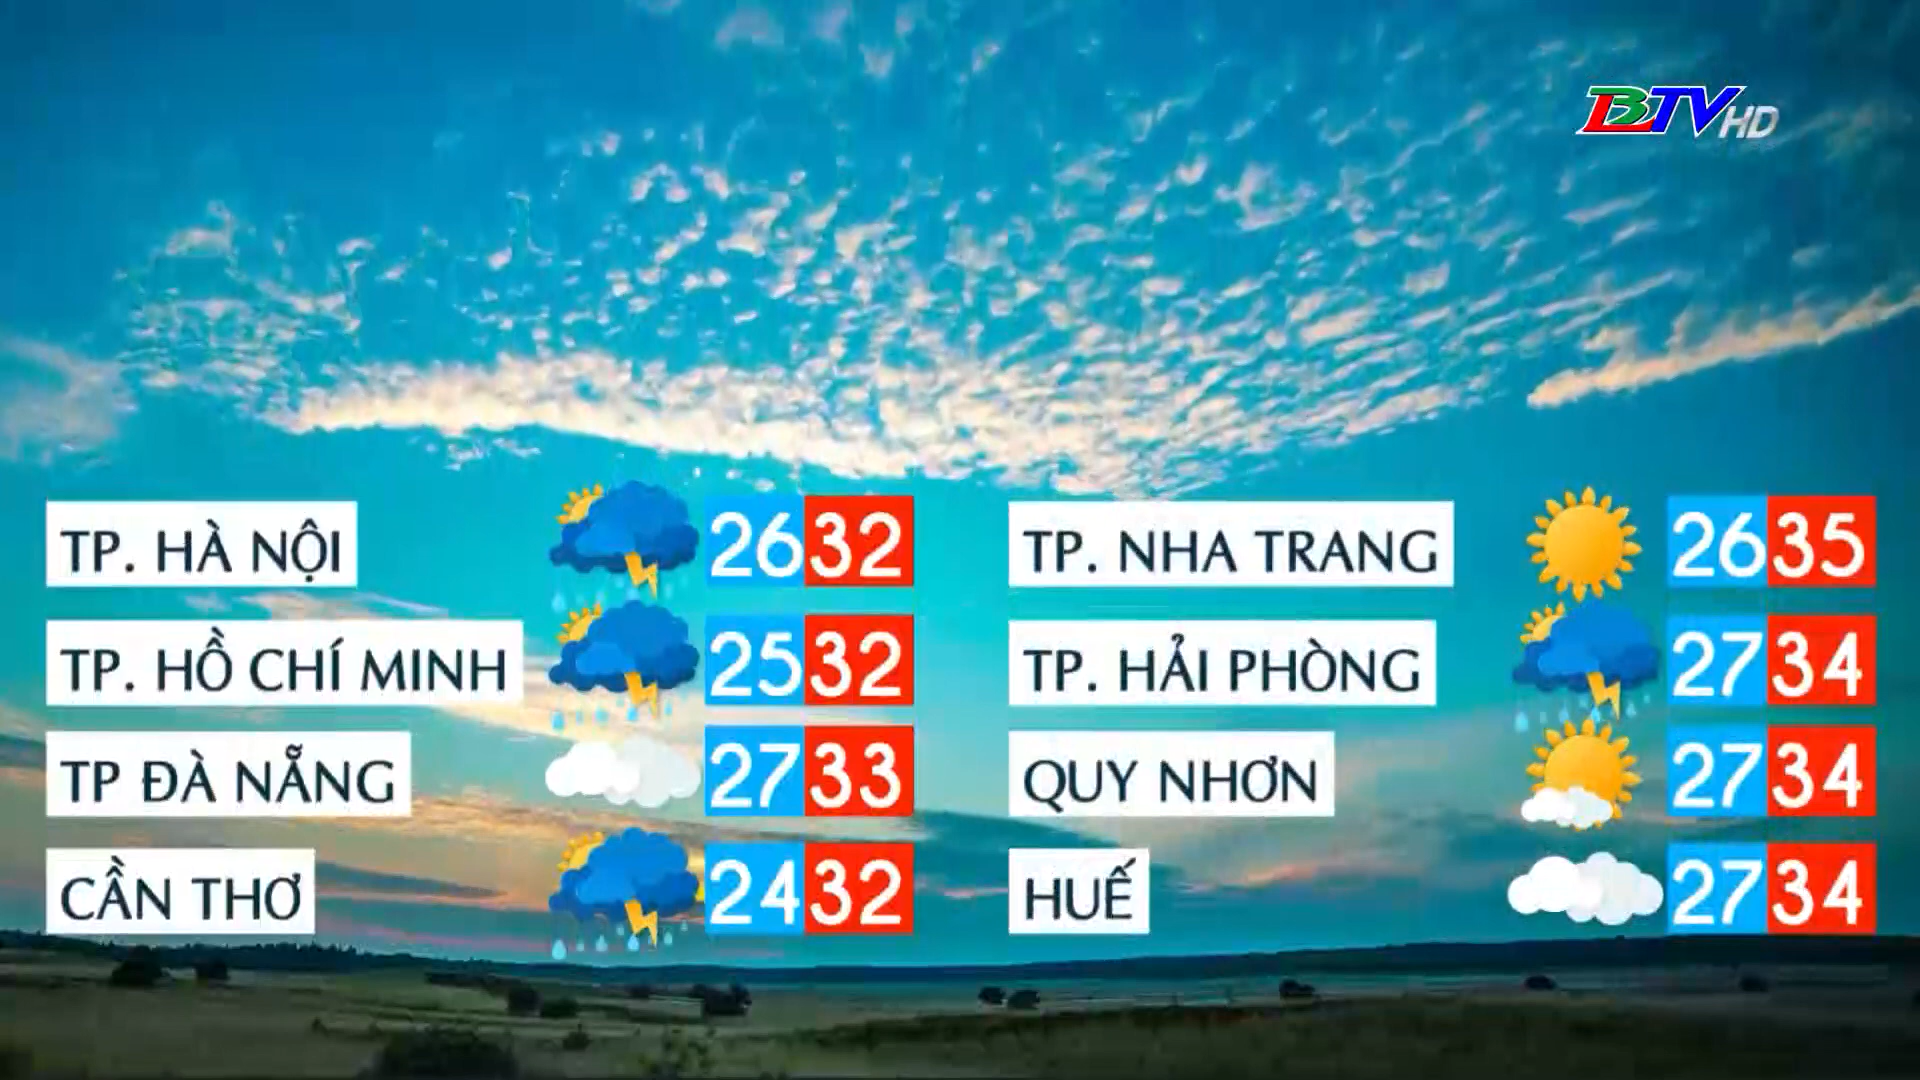 BTV HD
TP. HÀ NỘI 26 32
TP. HỒ CHÍ MINH 25 32
TP ĐÀ NẴNG 27 33
CẦN THƠ 24 32
TP. NHA TRANG 26 35
TP. HẢI PHÒNG 27 34
QUY NHƠN 27 34
HUẾ 27 34